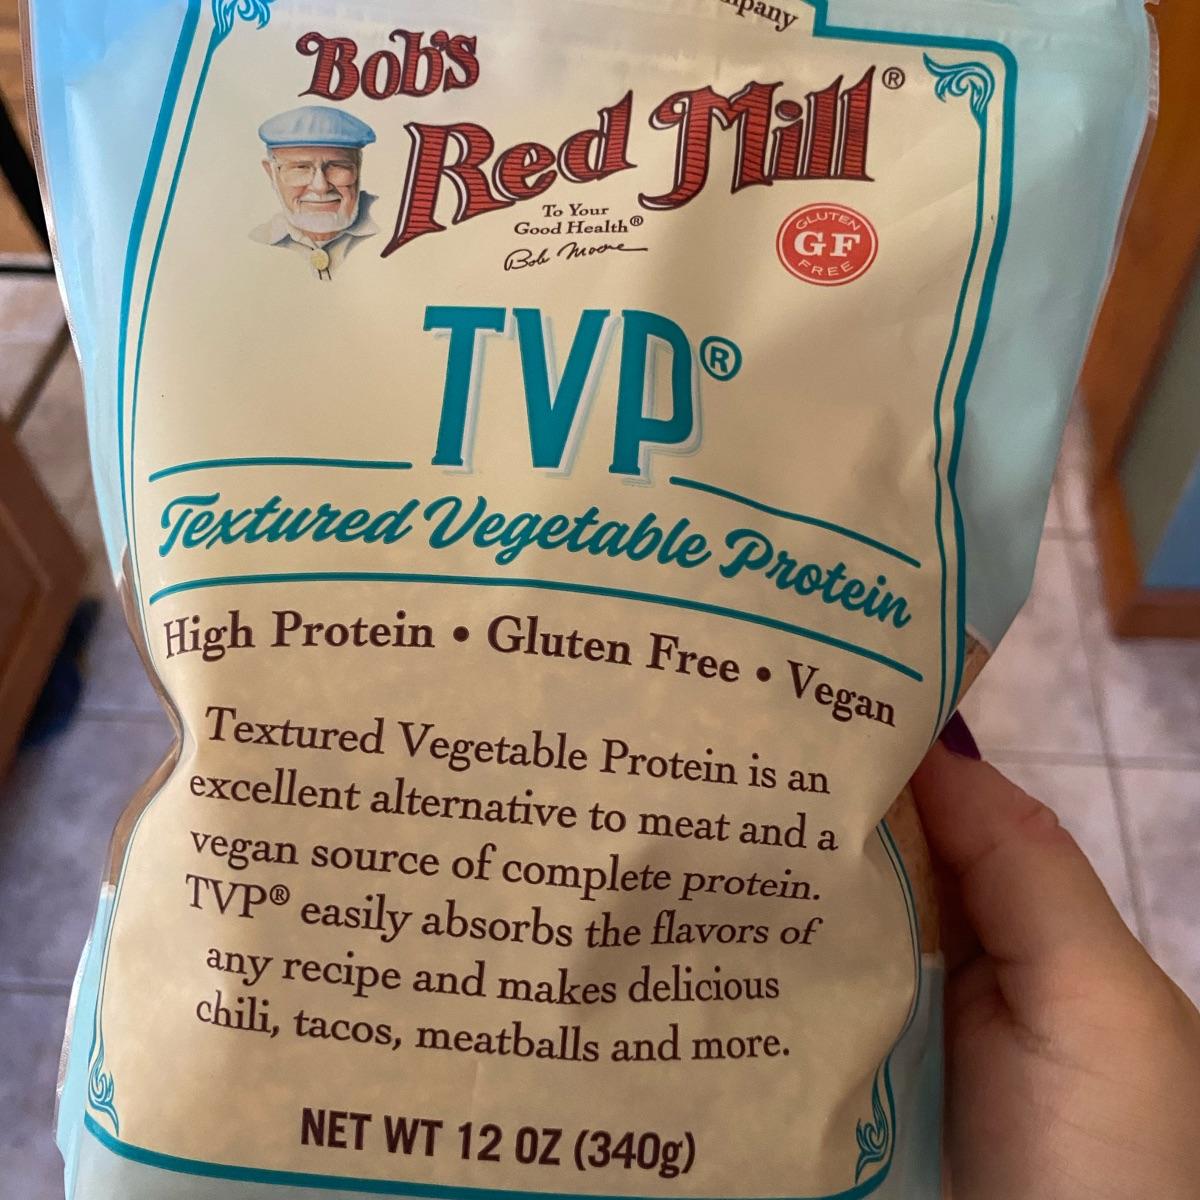 Bob's
Red Mill®
To Your
Good Health®
Bob Moore
GLUTEN
GF
FREE
TVP®
Textured Vegetable Protein
High Protein • Gluten Free • Vegan
Textured Vegetable Protein is an
excellent alternative to meat and a
vegan source of complete protein.
TVP® easily absorbs the flavors of
any recipe and makes delicious
chili, tacos, meatballs and more.
NET WT 12 OZ (340g)